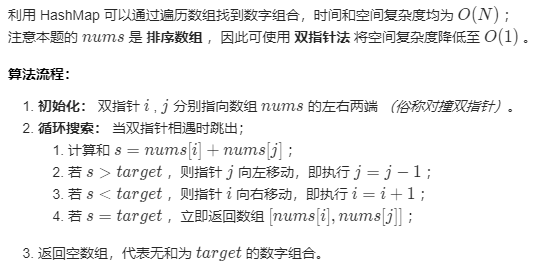 利用 HashMap 可以通过遍历数组找到数字组合，时间和空间复杂度均为 O(N)；
注意本题的 nums 是 排序数组 ，因此可使用 双指针法 将空间复杂度降低至 O(1) 。
算法流程：
1. 初始化： 双指针 i , j 分别指向数组 nums 的左右两端 （俗称对撞双指针）。
2. 循环搜索： 当双指针相遇时跳出；
1. 计算和 s = nums[i] + nums[j] ；
2. 若 s > target ，则指针 j 向左移动，即执行 j = j − 1 ；
3. 若 s < target ，则指针 i 向右移动，即执行 i = i + 1 ；
4. 若 s = target ，立即返回数组 [nums[i], nums[j]] ；
3. 返回空数组，代表无和为 target 的数字组合。